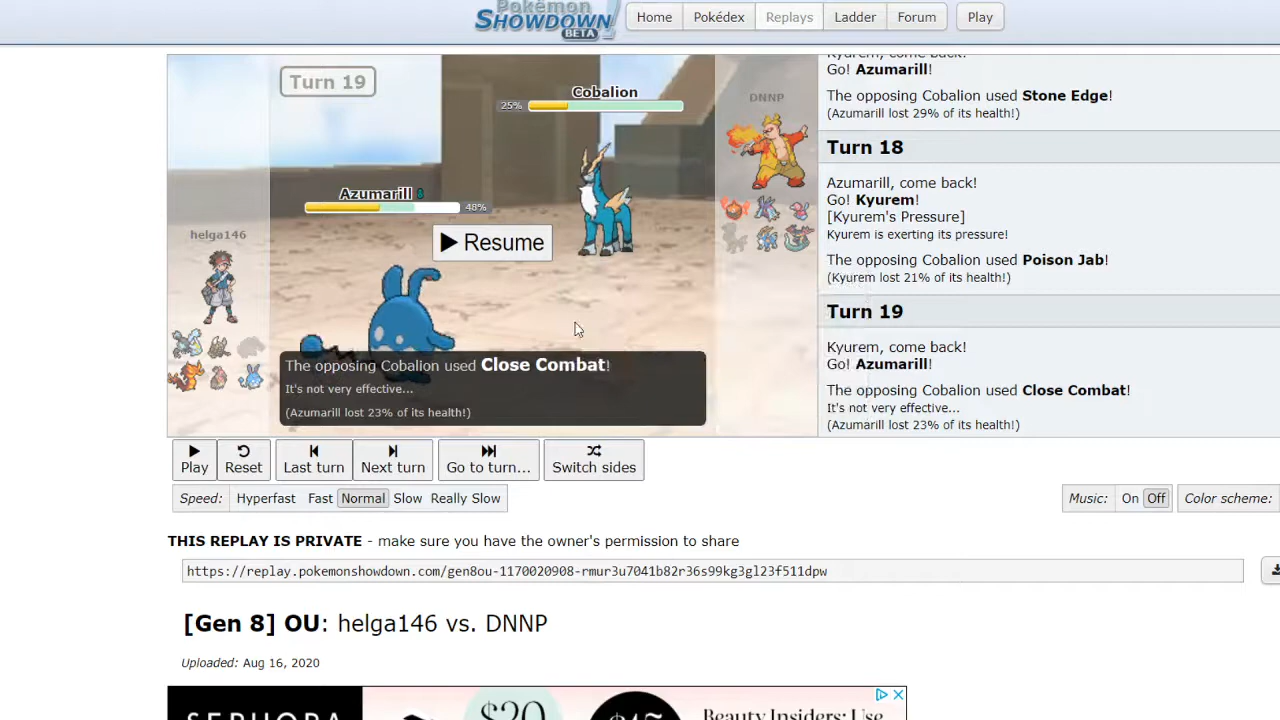 Pokémon
SHOWDOWN!
BETA
Home
Pokédex
Replays
Ladder
Forum
Play
Turn 19
Cobalion
25%
Azumarill
48%
Resume
helga146
DNNP
The opposing Cobalion used Close Combat!
It's not very effective...
(Azumarill lost 23% of its health!)
Kyurem, come back!
Go! Azumarill!
The opposing Cobalion used Stone Edge!
(Azumarill lost 29% of its health!)
Turn 18
Azumarill, come back!
Go! Kyurem!
[Kyurem's Pressure]
Kyurem is exerting its pressure!
The opposing Cobalion used Poison Jab!
(Kyurem lost 21% of its health!)
Turn 19
Kyurem, come back!
Go! Azumarill!
The opposing Cobalion used Close Combat!
It's not very effective...
(Azumarill lost 23% of its health!)
Play
Reset
Last turn
Next turn
Go to turn...
Switch sides
Speed: Hyperfast Fast Normal Slow Really Slow
Music: On Off
Color scheme:
THIS REPLAY IS PRIVATE - make sure you have the owner's permission to share
https://replay.pokemonshowdown.com/gen8ou-1170020908-rmur3u7041b82r36s99kg3gl23f511dpw
[Gen 8] OU: helga146 vs. DNNP
Uploaded: Aug 16, 2020
SEPHORA
$20
Beauty Insiders: Use